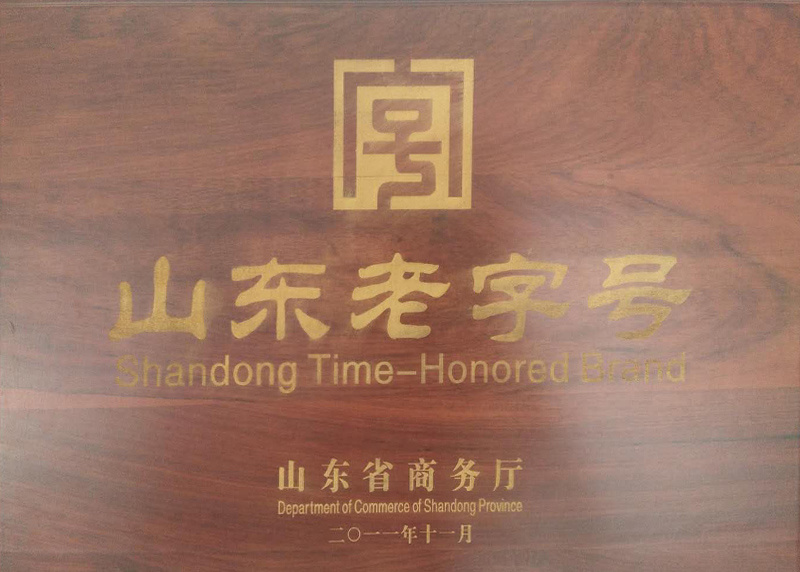 山东老字号
Shandong Time-Honored Brand
山东省商务厅
Department of Commerce of Shandong Province
二〇一一年十一月